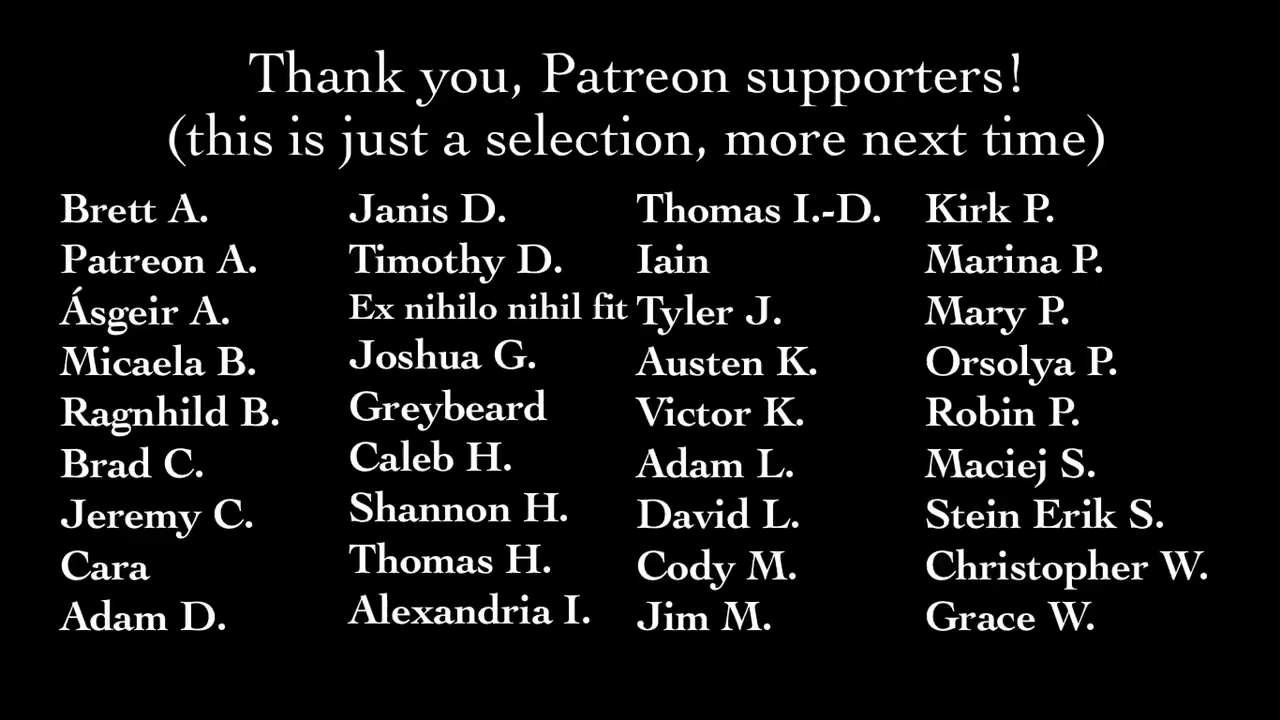 Thank you, Patreon supporters!
(this is just a selection, more next time)
Brett A.
Patreon A.
Ásgeir A.
Micaela B.
Ragnhild B.
Brad C.
Jeremy C.
Cara
Adam D.
Janis D.
Timothy D.
Ex nihilo nihil fit
Joshua G.
Greybeard
Caleb H.
Shannon H.
Thomas H.
Alexandria I.
Thomas I.-D.
Iain
Tyler J.
Austen K.
Victor K.
Adam L.
David L.
Cody M.
Jim M.
Kirk P.
Marina P.
Mary P.
Orsolya P.
Robin P.
Maciej S.
Stein Erik S.
Christopher W.
Grace W.